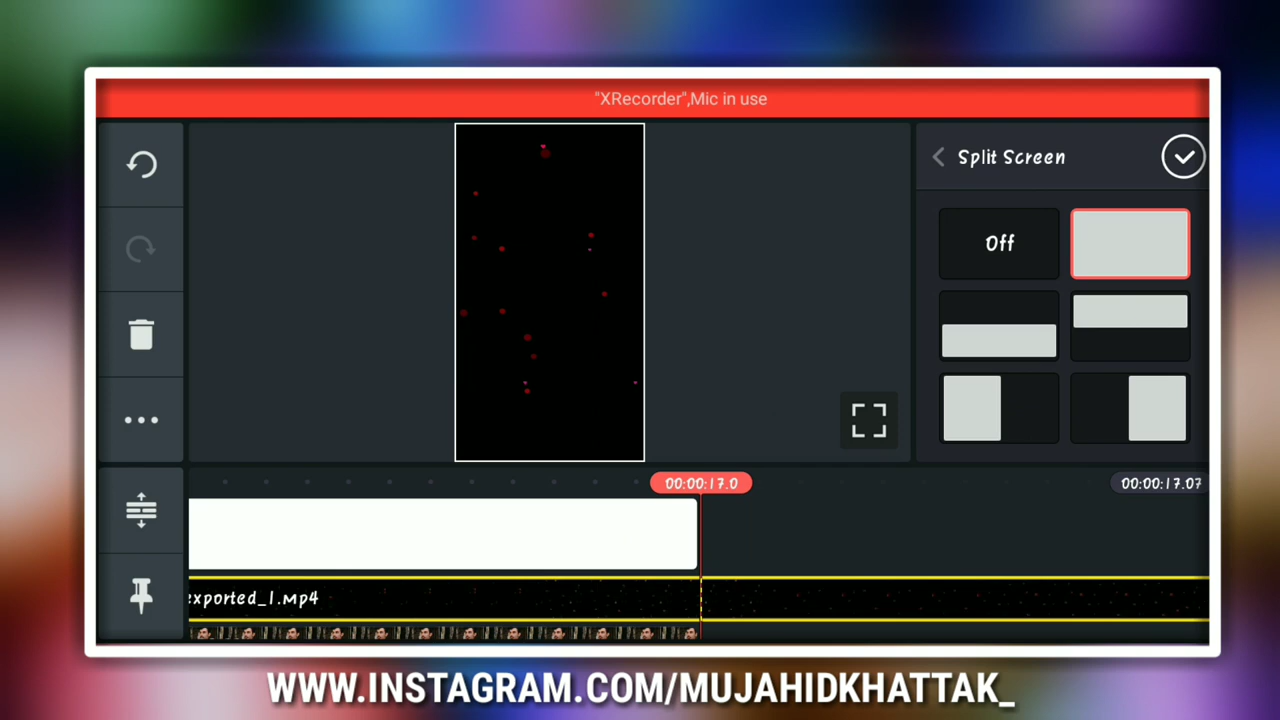 "XRecorder",Mic in use
Split Screen
Off
00:00:17.0
00:00:17.07
exported_1.mp4
WWW.INSTAGRAM.COM/MUJAHIDKHATTAK_